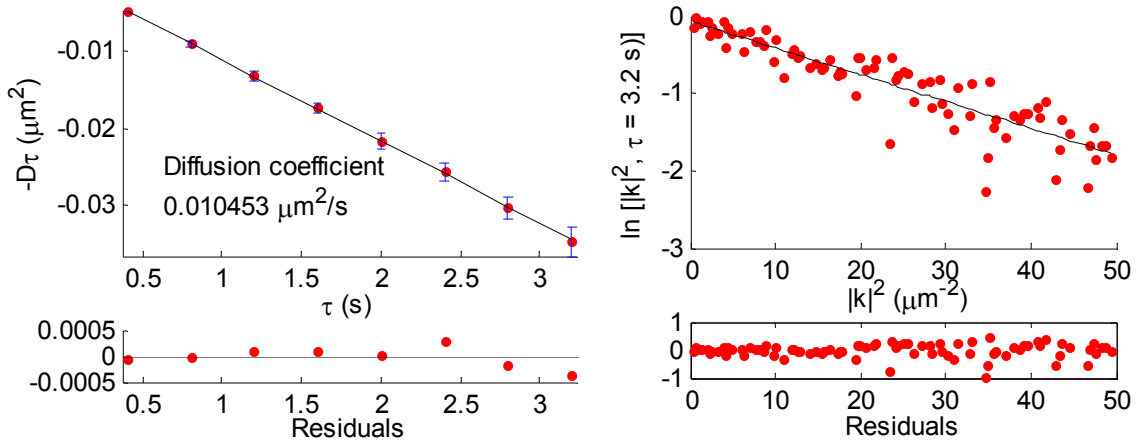 -0.01
-0.02
-0.03
-Dτ (μm²)
Diffusion coefficient
0.010453 μm²/s
0.5 1 1.5 2 2.5 3
τ (s)
0.0005
0
-0.0005
0.5 1 1.5 2 2.5 3
Residuals
0
-1
-2
-3
ln [|k|², τ = 3.2 s)]
0 10 20 30 40 50
|k|² (μm⁻²)
1
0
-1
0 10 20 30 40 50
Residuals